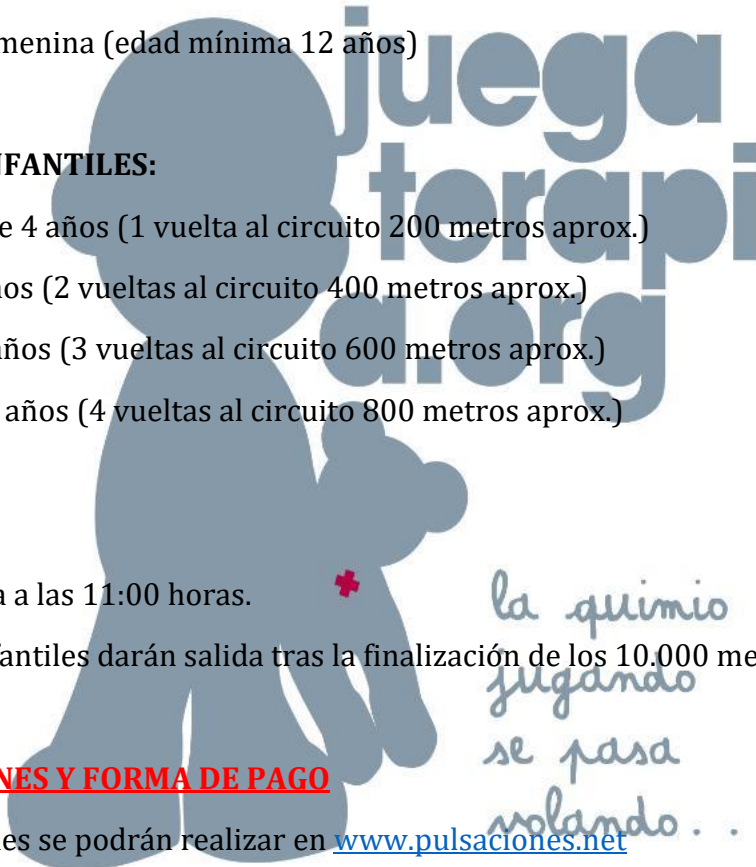 menina (edad mínima 12 años)
juega
terapi
a.org
NFANTILES:
e 4 años (1 vuelta al circuito 200 metros aprox.)
nos (2 vueltas al circuito 400 metros aprox.)
años (3 vueltas al circuito 600 metros aprox.)
años (4 vueltas al circuito 800 metros aprox.)
a a las 11:00 horas.
fantiles darán salida tras la finalización de los 10.000 me
la quimio
jugando
se pasa
volando...
NES Y FORMA DE PAGO
es se podrán realizar en www.pulsaciones.net